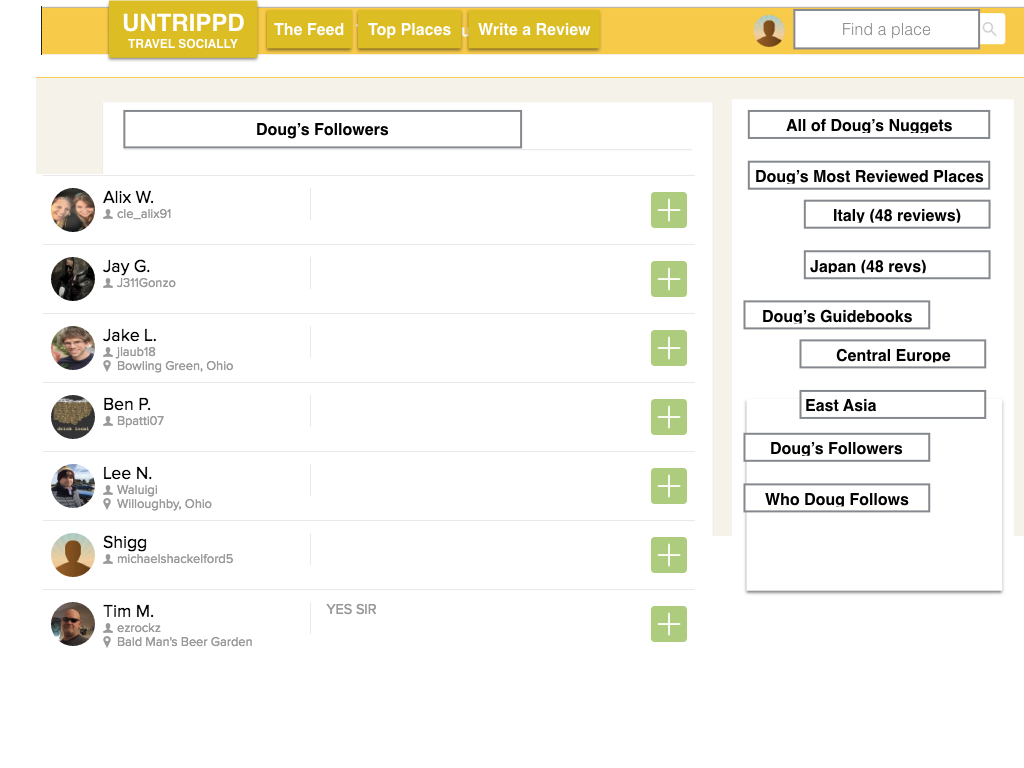 UNTRIPPD
TRAVEL SOCIALLY
The Feed
Top Places
Write a Review
Find a place
Doug's Followers
Alix W.
cle_alix91
Jay G.
J311Gonzo
Jake L.
jlaub18
Bowling Green, Ohio
Ben P.
Bpatti07
Lee N.
Waluigi
Willoughby, Ohio
Shigg
michaelshackelford5
Tim M.
ezrockz
Bald Man's Beer Garden
YES SIR
All of Doug's Nuggets
Doug's Most Reviewed Places
Italy (48 reviews)
Japan (48 revs)
Doug's Guidebooks
Central Europe
East Asia
Doug's Followers
Who Doug Follows